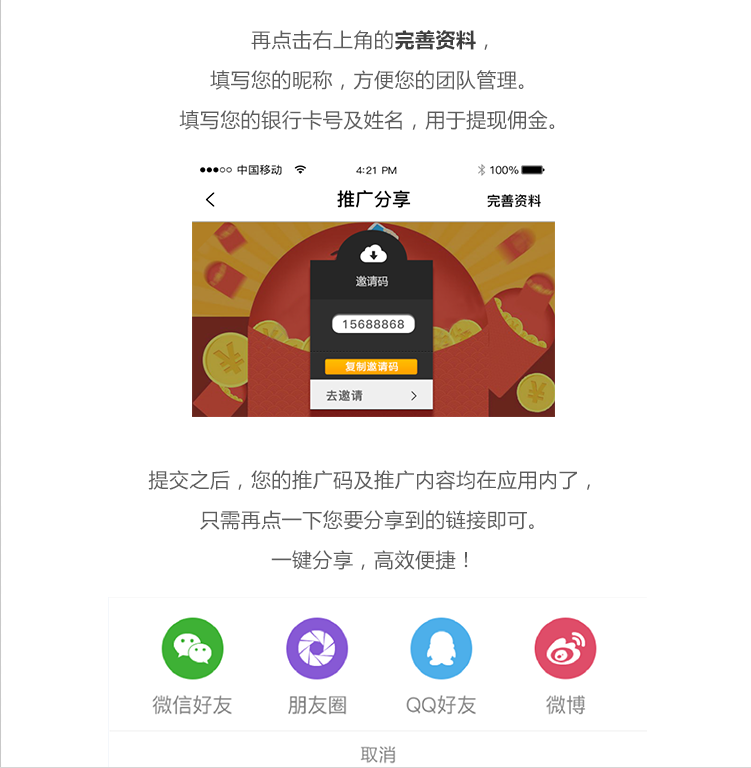 再点击右上角的完善资料，
填写您的昵称，方便您的团队管理。
填写您的银行卡号及姓名，用于提现佣金。
中国移动 4:21 PM 100%
推广分享 完善资料
邀请码
15688868
复制邀请码
去邀请
提交之后，您的推广码及推广内容均在应用内了，
只需再点一下您要分享到的链接即可。
一键分享，高效便捷！
微信好友 朋友圈 QQ好友 微博
取消